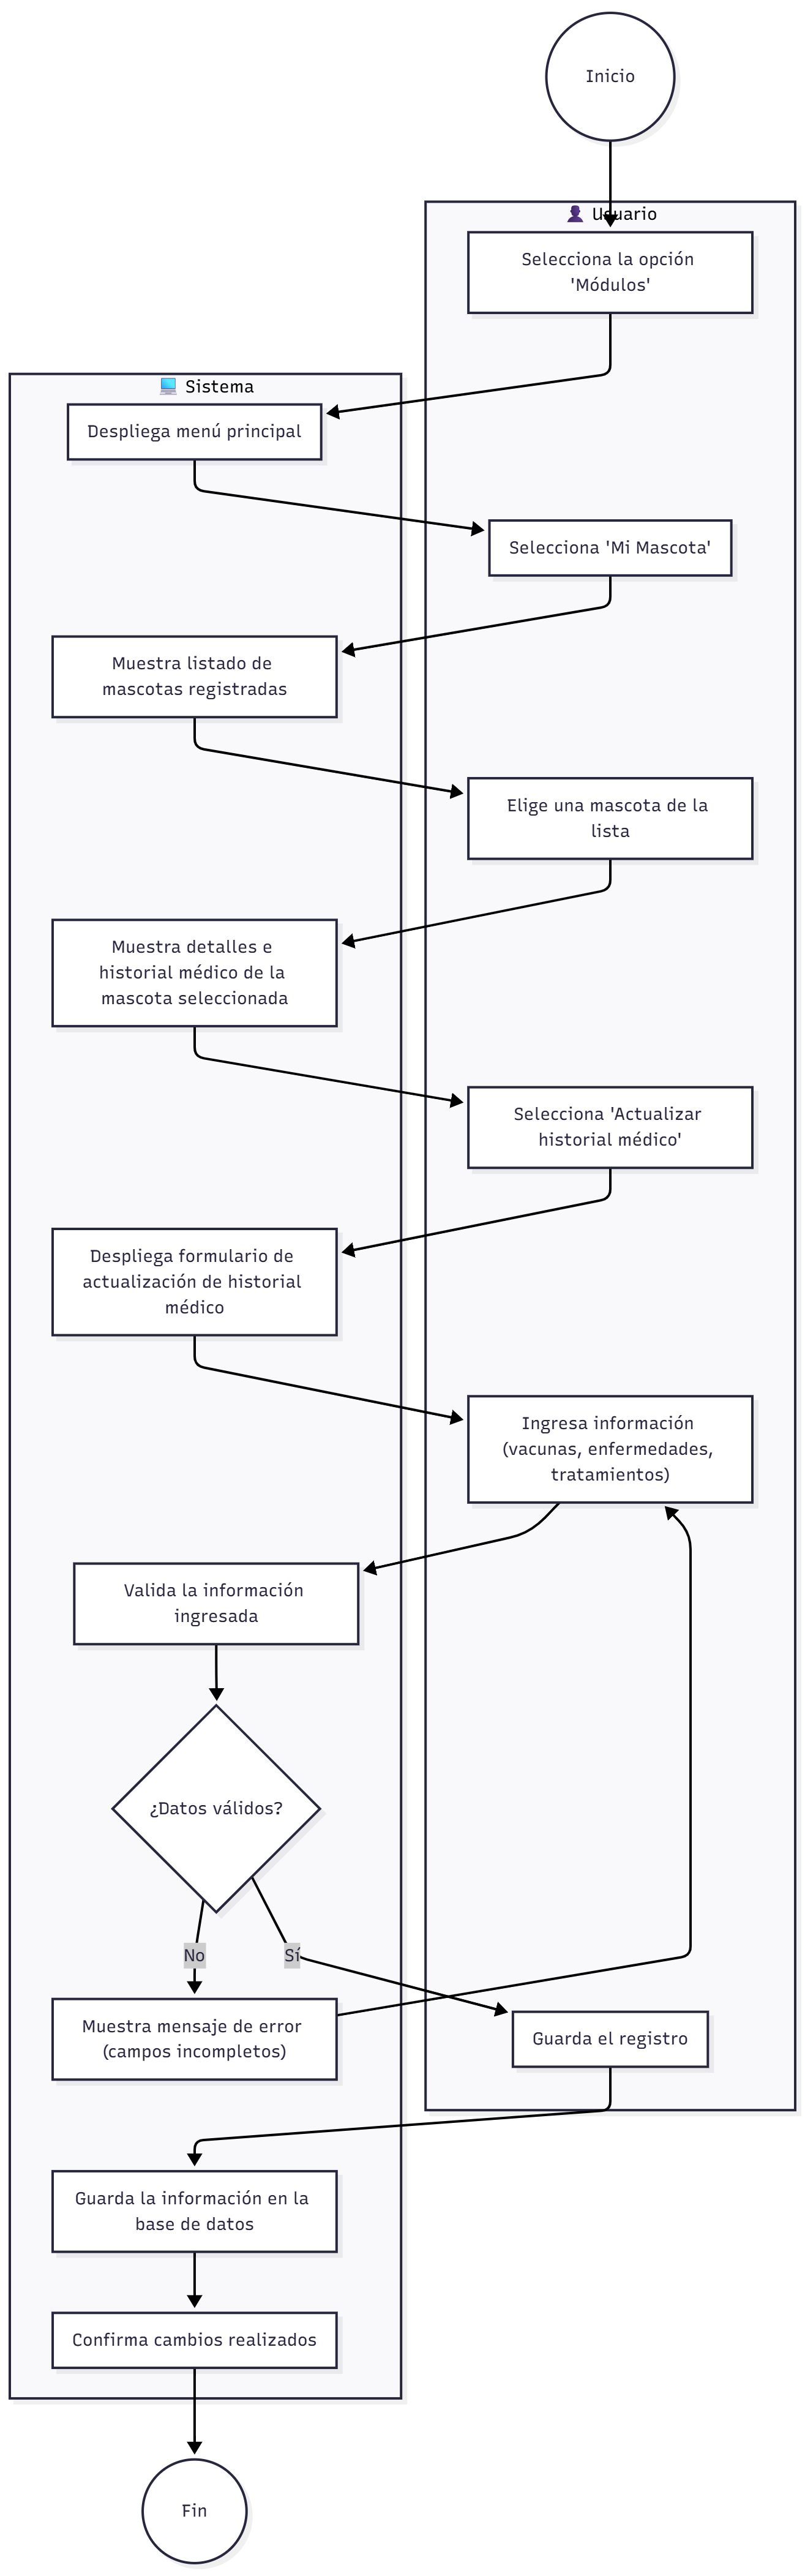 Inicio
Usuario
Selecciona la opción
'Módulos'
Sistema
Despliega menú principal
Selecciona 'Mi Mascota'
Muestra listado de
mascotas registradas
Elige una mascota de la
lista
Muestra detalles e
historial médico de la
mascota seleccionada
Selecciona 'Actualizar
historial médico'
Despliega formulario de
actualización de historial
médico
Ingresa información
(vacunas, enfermedades,
tratamientos)
Valida la información
ingresada
¿Datos válidos?
No
Sí
Muestra mensaje de error
(campos incompletos)
Guarda el registro
Guarda la información en la
base de datos
Confirma cambios realizados
Fin